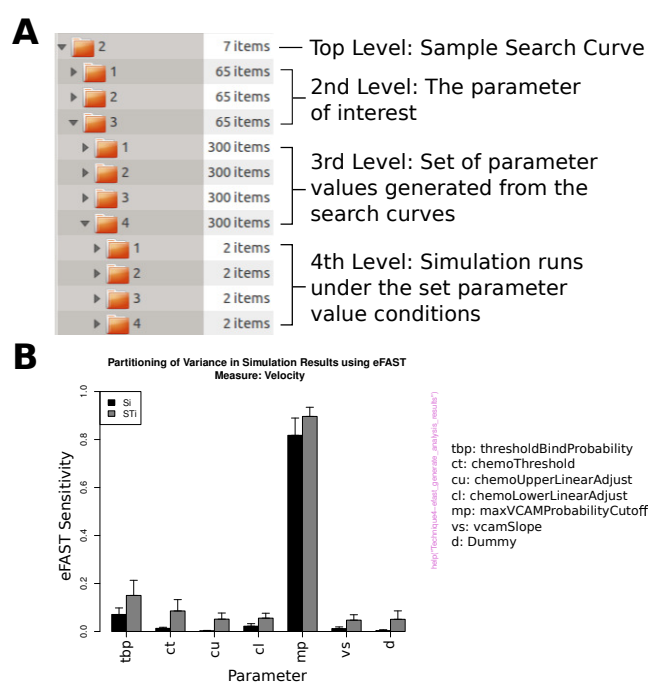 A
2 7 items
Top Level: Sample Search Curve
1 65 items
2 65 items
3 65 items
2nd Level: The parameter
of interest
1 300 items
2 300 items
3 300 items
4 300 items
3rd Level: Set of parameter
values generated from the
search curves
1 2 items
2 2 items
3 2 items
4 2 items
4th Level: Simulation runs
under the set parameter
value conditions
B
Partitioning of Variance in Simulation Results using eFAST
Measure: Velocity
Si
STi
1.0
0.8
0.6
0.4
0.2
0.0
eFAST Sensitivity
tbp
ct
cu
cl
mp
vs
d
Parameter
help('Technique4-efast_generate_analysis_results')
tbp: thresholdBindProbability
ct: chemoThreshold
cu: chemoUpperLinearAdjust
cl: chemoLowerLinearAdjust
mp: maxVCAMProbabilityCutoff
vs: vcamSlope
d: Dummy